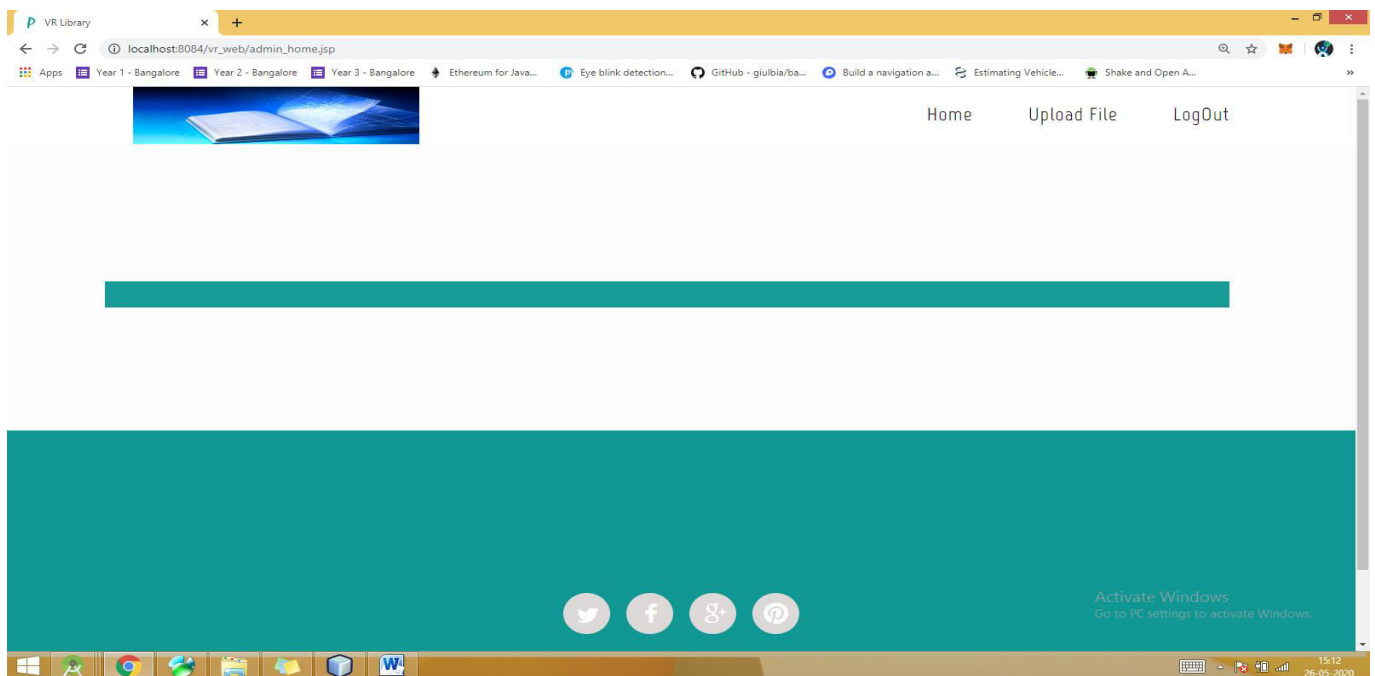 VR Library
localhost:8084/vr_web/admin_home.jsp
Apps Year 1 - Bangalore Year 2 - Bangalore Year 3 - Bangalore Ethereum for Java... Eye blink detection... GitHub - giulbia/ba... Build a navigation a... Estimating Vehicle... Shake and Open A...
Home Upload File LogOut
Activate Windows
Go to PC settings to activate Windows.
15:12
26-05-2020